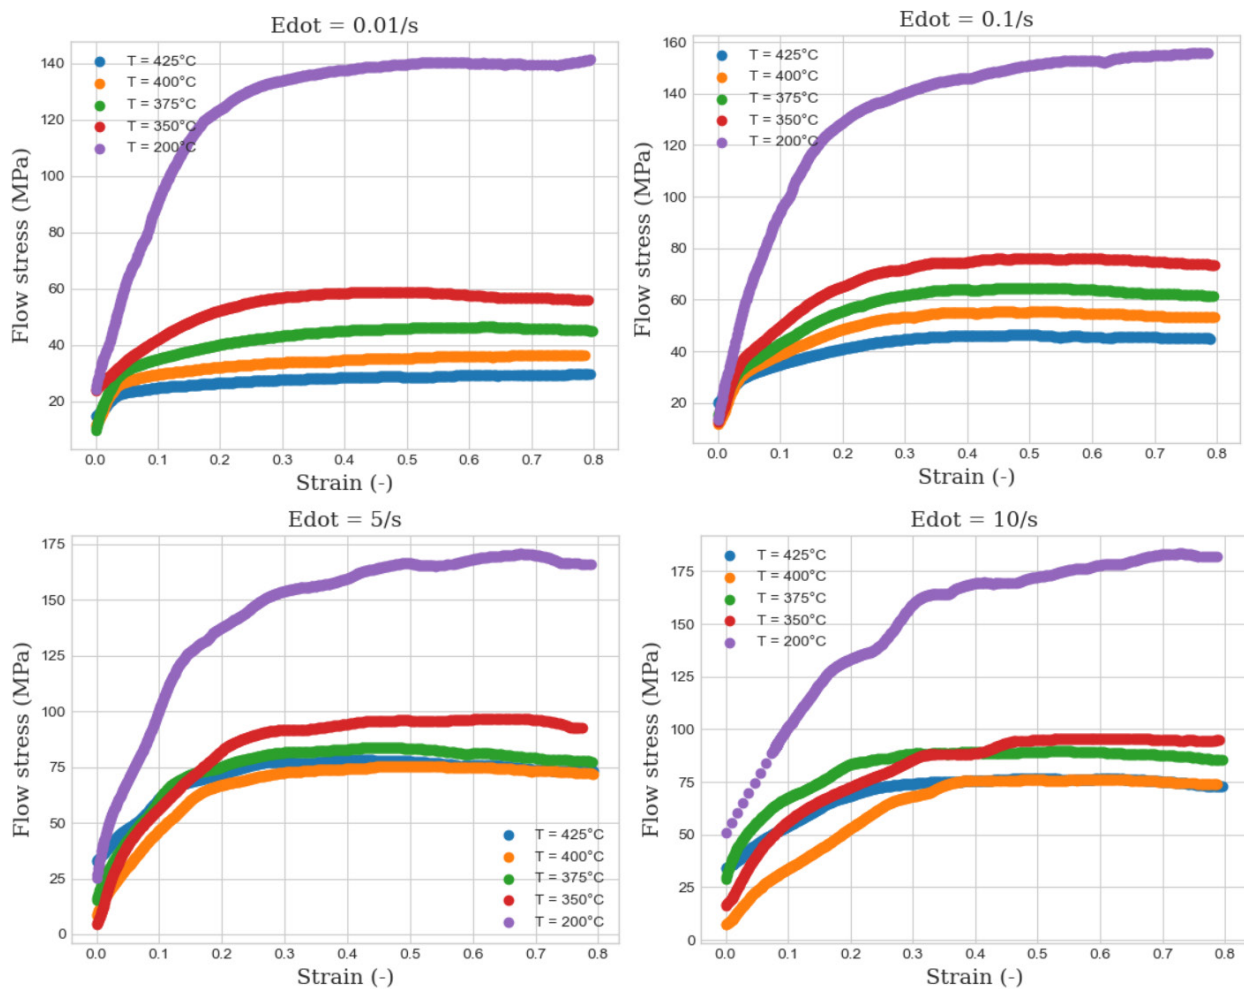 Edot = 0.01/s
T = 425°C
T = 400°C
T = 375°C
T = 350°C
T = 200°C
140
120
100
80
60
40
20
0.0 0.1 0.2 0.3 0.4 0.5 0.6 0.7 0.8
Flow stress (MPa)
Strain (-)
Edot = 0.1/s
T = 425°C
T = 400°C
T = 375°C
T = 350°C
T = 200°C
160
140
120
100
80
60
40
20
0.0 0.1 0.2 0.3 0.4 0.5 0.6 0.7 0.8
Flow stress (MPa)
Strain (-)
Edot = 5/s
175
150
125
100
75
50
25
0
T = 425°C
T = 400°C
T = 375°C
T = 350°C
T = 200°C
0.0 0.1 0.2 0.3 0.4 0.5 0.6 0.7 0.8
Flow stress (MPa)
Strain (-)
Edot = 10/s
T = 425°C
T = 400°C
T = 375°C
T = 350°C
T = 200°C
175
150
125
100
75
50
25
0
0.0 0.1 0.2 0.3 0.4 0.5 0.6 0.7 0.8
Flow stress (MPa)
Strain (-)